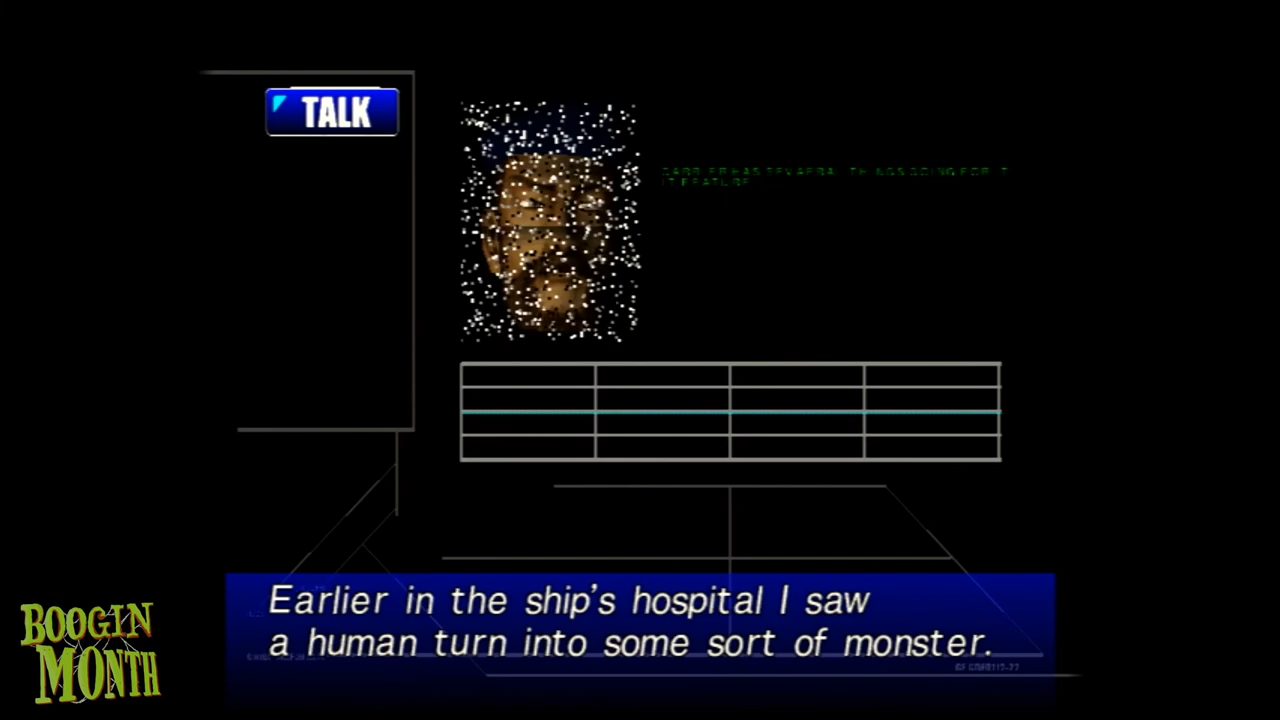 TALK
Earlier in the ship's hospital I saw
a human turn into some sort of monster.
BOOGIN
MONTH